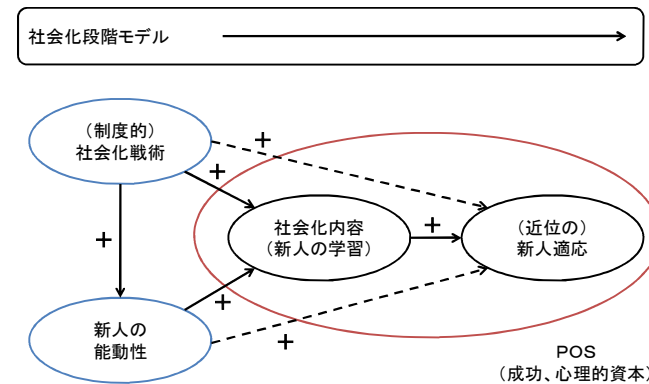 社会化段階モデル
(制度的)
社会化戦術
+
+
+
社会化内容
(新人の学習)
+
(近位の)
新人適応
+
+
新人の
能動性
POS
(成功、心理的資本)